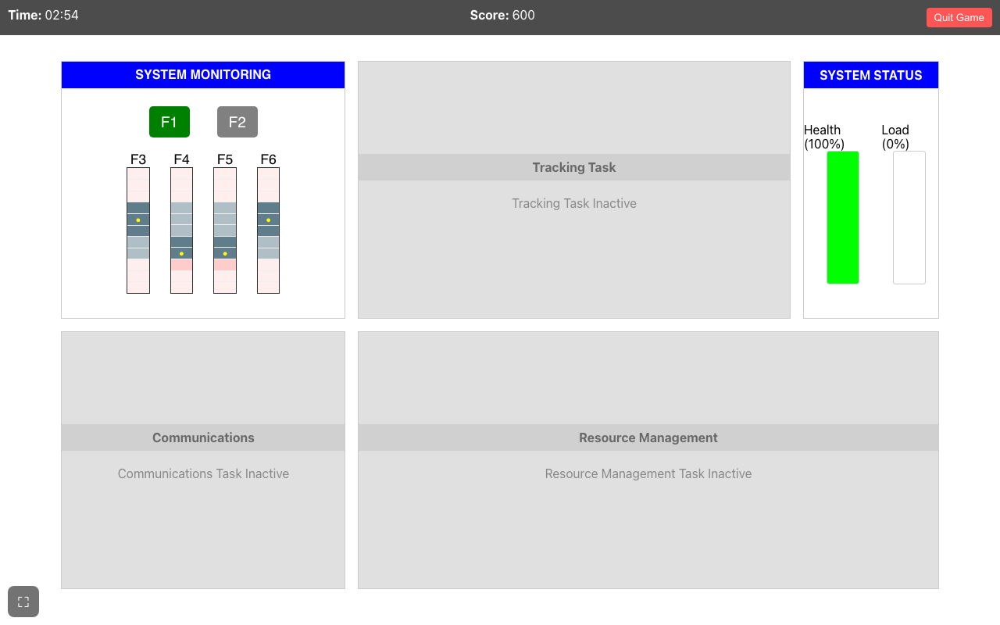 Time: 02:54
Score: 600
Quit Game
SYSTEM MONITORING
F1
F2
F3
F4
F5
F6
Tracking Task
Tracking Task Inactive
SYSTEM STATUS
Health
(100%)
Load
(0%)
Communications
Communications Task Inactive
Resource Management
Resource Management Task Inactive